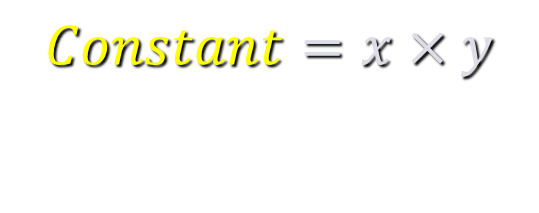 Constant = x × y